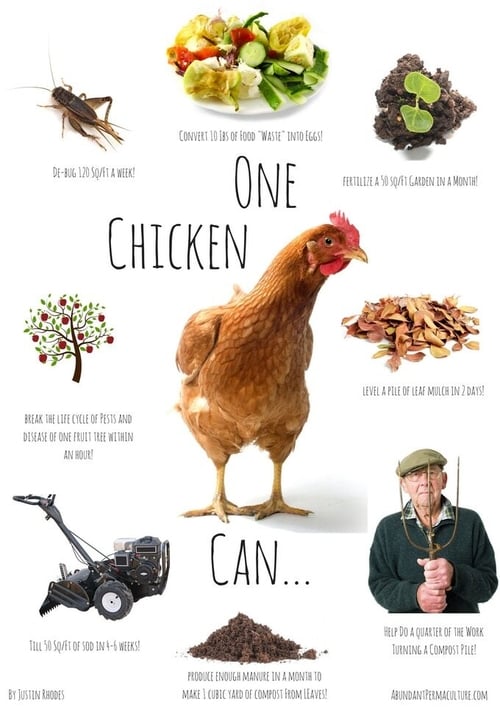 Convert 10 lbs of Food "Waste" into Eggs!
De-bug 120 Sq/Ft a week!
fertilize a 50 sq/ft Garden in a Month!
One
Chicken
level a pile of leaf mulch in 2 days!
break the life cycle of Pests and
disease of one fruit tree within
an hour!
Can...
Till 50 Sq/Ft of sod in 4-6 weeks!
Help Do a quarter of the Work
Turning a Compost Pile!
produce enough manure in a month to
make 1 cubic yard of compost from leaves!
By Justin Rhodes
AbundantPermaculture.com